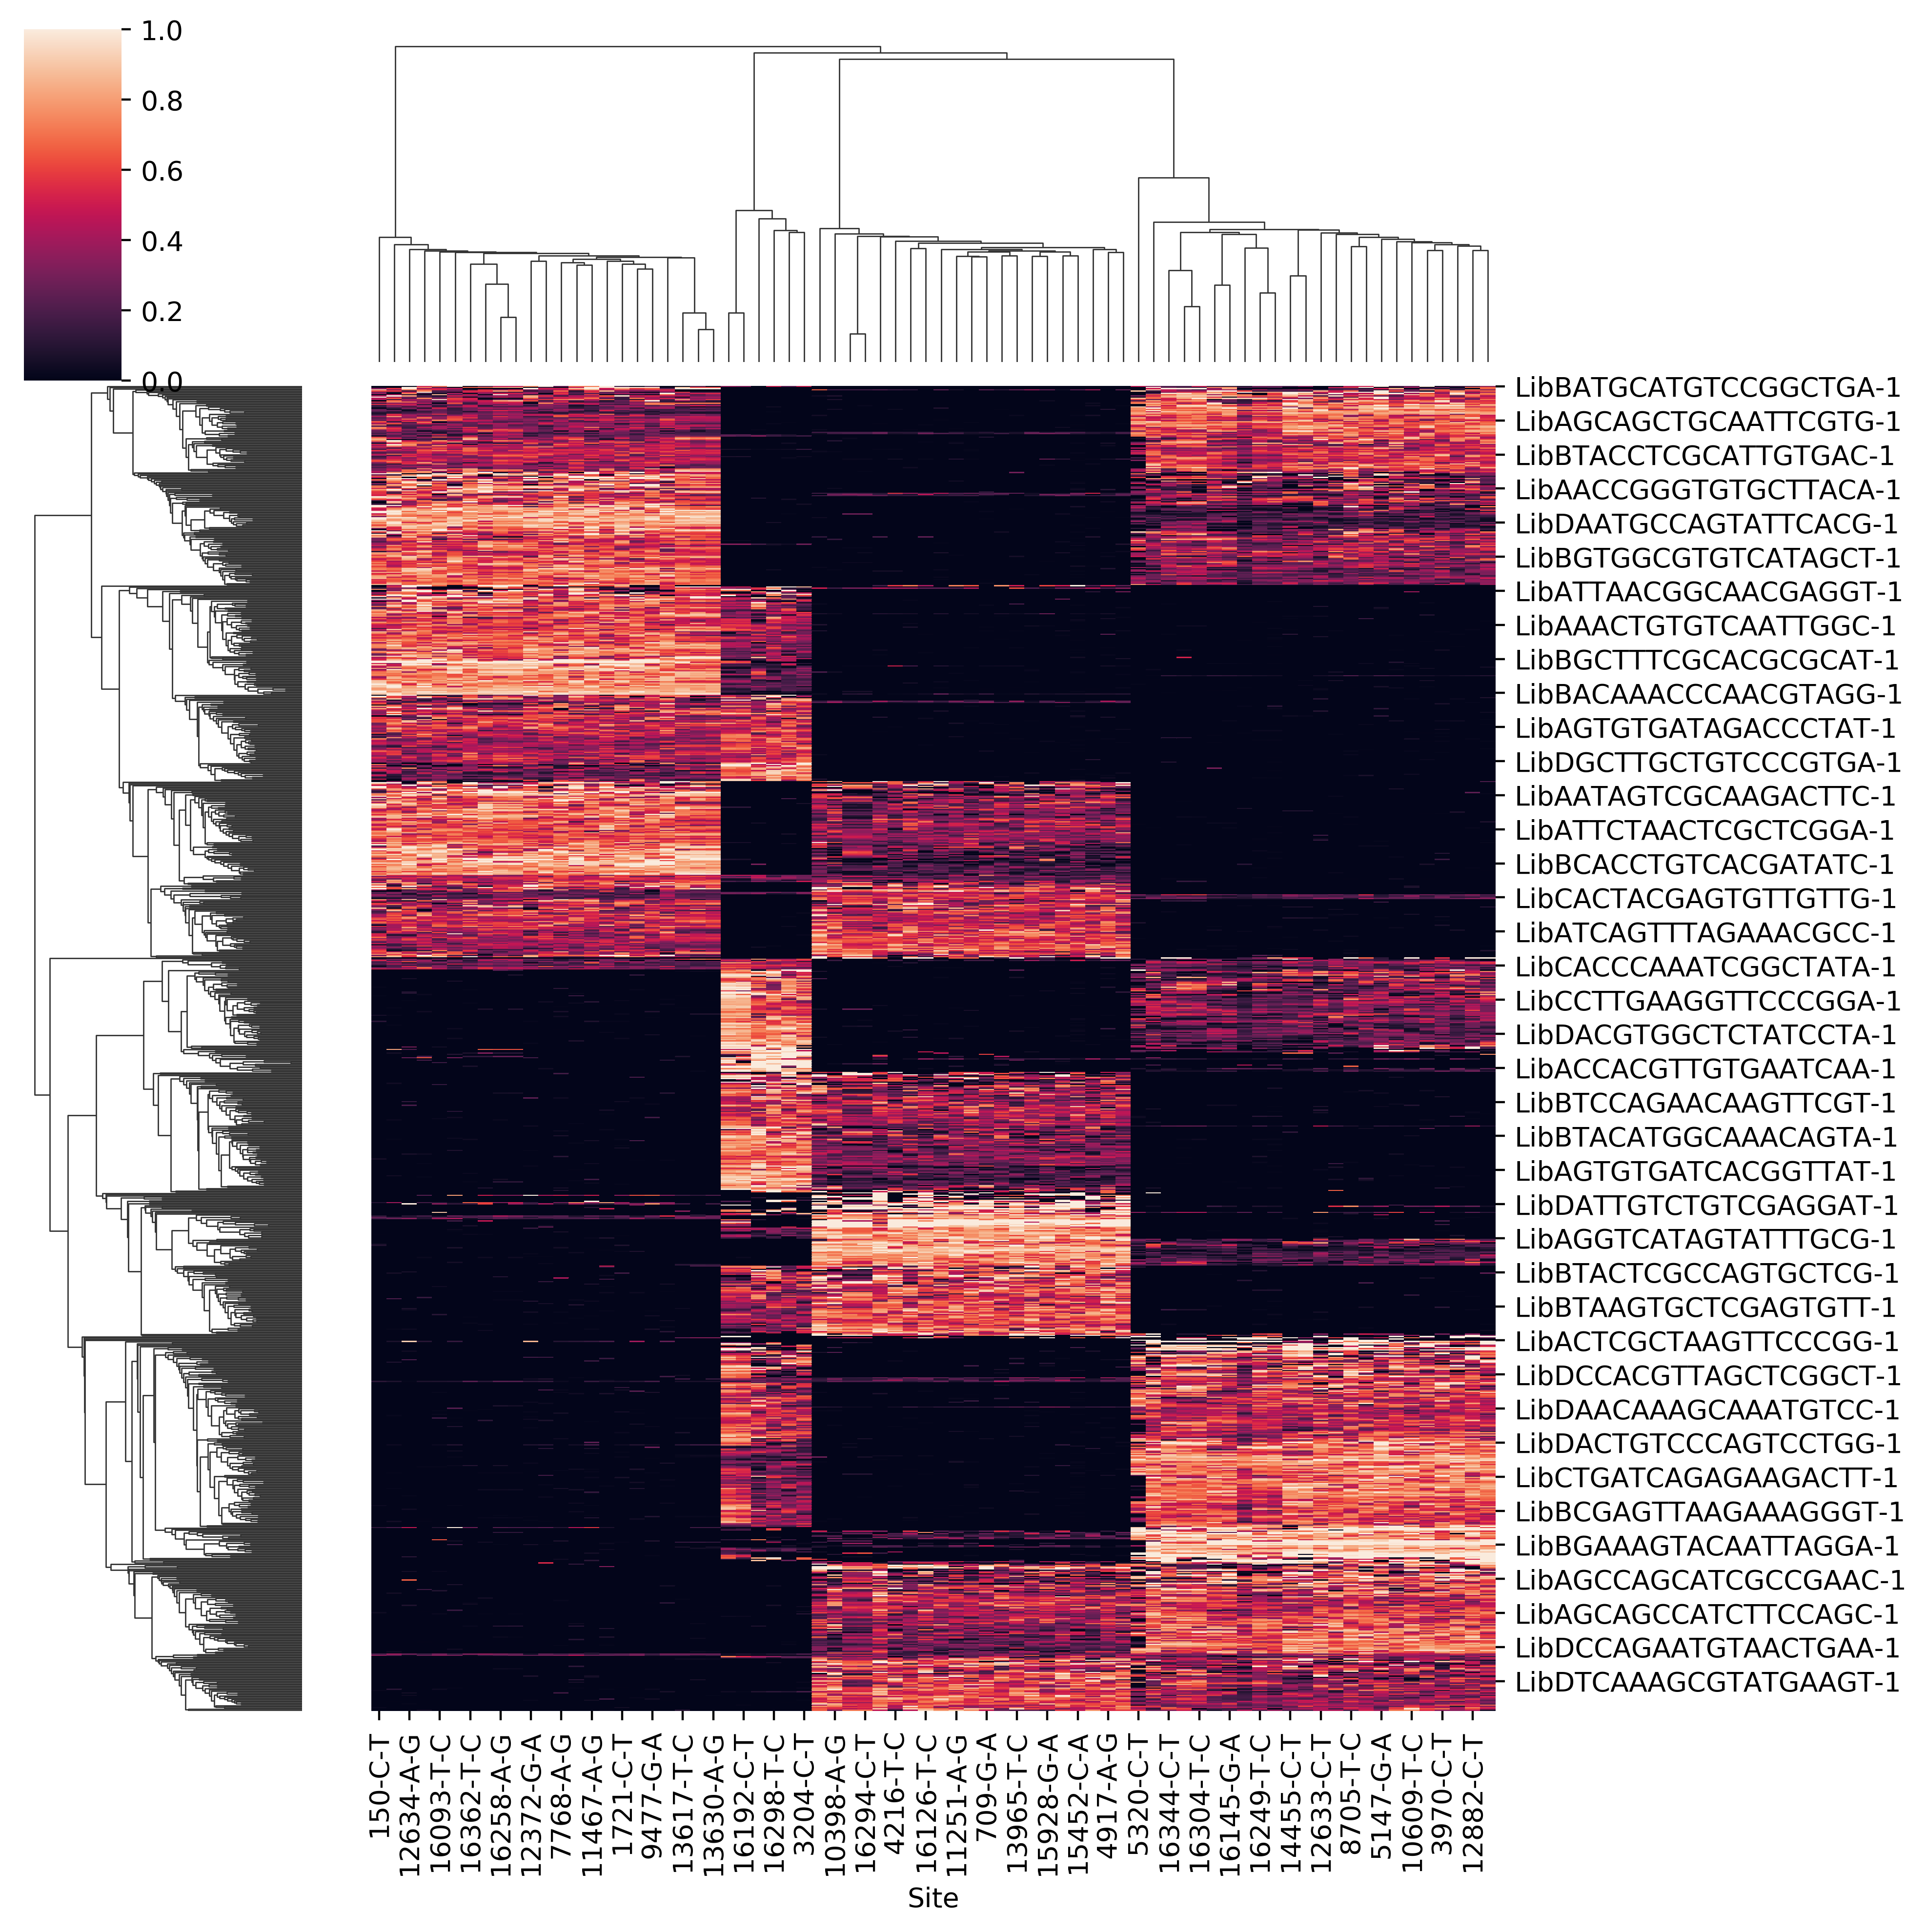 1.0
0.8
0.6
0.4
0.2
0.0
LibBATGCATGTCCGGCTGA-1
LibAGCAGCTGCAATTCGTG-1
LibBTACCTCGCATTGTGAC-1
LibAACCGGGTGTGCTTACA-1
LibDAATGCCAGTATTCACG-1
LibBGTGGCGTGTCATAGCT-1
LibATTAACGGCAACGAGGT-1
LibAAACTGTGTCAATTGGC-1
LibBGCTTTCGCACGCGCAT-1
LibBACAAACCCAACGTAGG-1
LibAGTGTGATAGACCCTAT-1
LibDGCTTGCTGTCCCGTGA-1
LibAATAGTCGCAAGACTTC-1
LibATTCTAACTCGCTCGGA-1
LibBCACCTGTCACGATATC-1
LibCACTACGAGTGTTGTTG-1
LibATCAGTTTAGAAACGCC-1
LibCACCCAAATCGGCTATA-1
LibCCTTGAAGGTTCCCGGA-1
LibDACGTGGCTCTATCCTA-1
LibACCACGTTGTGAATCAA-1
LibBTCCAGAACAAGTTCGT-1
LibBTACATGGCAAACAGTA-1
LibAGTGTGATCACGGTTAT-1
LibDATTGTCTGTCGAGGAT-1
LibAGGTCATAGTATTTGCG-1
LibBTACTCGCCAGTGCTCG-1
LibBTAAGTGCTCGAGTGTT-1
LibACTCGCTAAGTTCCCGG-1
LibDCCACGTTAGCTCGGCT-1
LibDAACAAAGCAAATGTCC-1
LibDACTGTCCCAGTCCTGG-1
LibCTGATCAGAGAAGACTT-1
LibBCGAGTTAAGAAAGGGT-1
LibBGAAAGTACAATTAGGA-1
LibAGCCAGCATCGCCGAAC-1
LibAGCAGCCATCTTCCAGC-1
LibDCCAGAATGTAACTGAA-1
LibDTCAAAGCGTATGAAGT-1
150-C-T
12634-A-G
16093-T-C
16362-T-C
16258-A-G
12372-G-A
7768-A-G
11467-A-G
1721-C-T
9477-G-A
13617-T-C
13630-A-G
16192-C-T
16298-T-C
3204-C-T
10398-A-G
16294-C-T
4216-T-C
16126-T-C
11251-A-G
709-G-A
13965-T-C
15928-G-A
15452-C-A
4917-A-G
5320-C-T
16344-C-T
16304-T-C
16145-G-A
16249-T-C
14455-C-T
12633-C-T
8705-T-C
5147-G-A
10609-T-C
3970-C-T
12882-C-T
Site